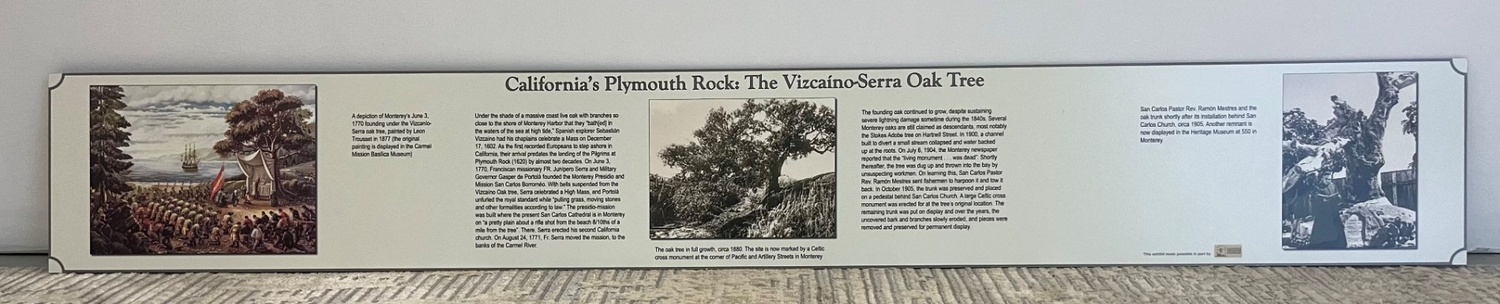 California's Plymouth Rock: The Vizcaíno-Serra Oak Tree
A depiction of Monterey's June 3,
1770 founding under the Vizcaíno-
Serra oak tree, painted by Leon
Trousset in 1877 (the original
painting is displayed in the Carmel
Mission Basilica Museum)
Under the shade of a massive coast live oak with branches so
close to the shore of Monterey Harbor that they "bath[ed] in
the waters of the sea at high tide," Spanish explorer Sebastián
Vizcaíno had his chaplains celebrate a Mass on December
17, 1602. As the first recorded Europeans to step ashore in
California, their arrival predates the landing of the Pilgrims at
Plymouth Rock (1620) by almost two decades. On June 3,
1770, Franciscan missionary FR. Junípero Serra and Military
Governor Gasper de Portolá founded the Monterey Presidio and
Mission San Carlos Borroméo. With bells suspended from the
Vizcaíno Oak tree, Serra celebrated a High Mass, and Portolá
unfurled the royal standard while "pulling grass, moving stones
and other formalities according to law." The presidio-mission
was built where the present San Carlos Cathedral is in Monterey
on "a pretty plain about a rifle shot from the beach &/10ths of a
mile from the tree". There, Serra erected his second California
church. On August 24, 1771, Fr. Serra moved the mission, to the
banks of the Carmel River.
The oak tree in full growth, circa 1880. The site is now marked by a Celtic
cross monument at the corner of Pacific and Artillery Streets in Monterey
The founding oak continued to grow, despite sustaining
severe lightning damage sometime during the 1840s. Several
Monterey oaks are still claimed as descendants, most notably
the Stokes Adobe tree on Hartnell Street. In 1900, a channel
built to divert a small stream collapsed and water backed
up at the roots. On July 6, 1904, the Monterey newspaper
reported that the "living monument . . . was dead". Shortly
thereafter, the tree was dug up and thrown into the bay by
unsuspecting workmen. On learning this, San Carlos Pastor
Rev. Ramón Mestres sent fishermen to harpoon it and tow it
back. In October 1905, the trunk was preserved and placed
on a pedestal behind San Carlos Church. A large Celtic cross
monument was erected for at the tree's original location. The
remaining trunk was put on display and over the years, the
uncovered bark and branches slowly eroded, and pieces were
removed and preserved for permanent display.
San Carlos Pastor Rev. Ramón Mestres and the
oak trunk shortly after its installation behind San
Carlos Church, circa 1905. Another remnant is
now displayed in the Heritage Museum at 550 in
Monterey.
This exhibit made possible in part by